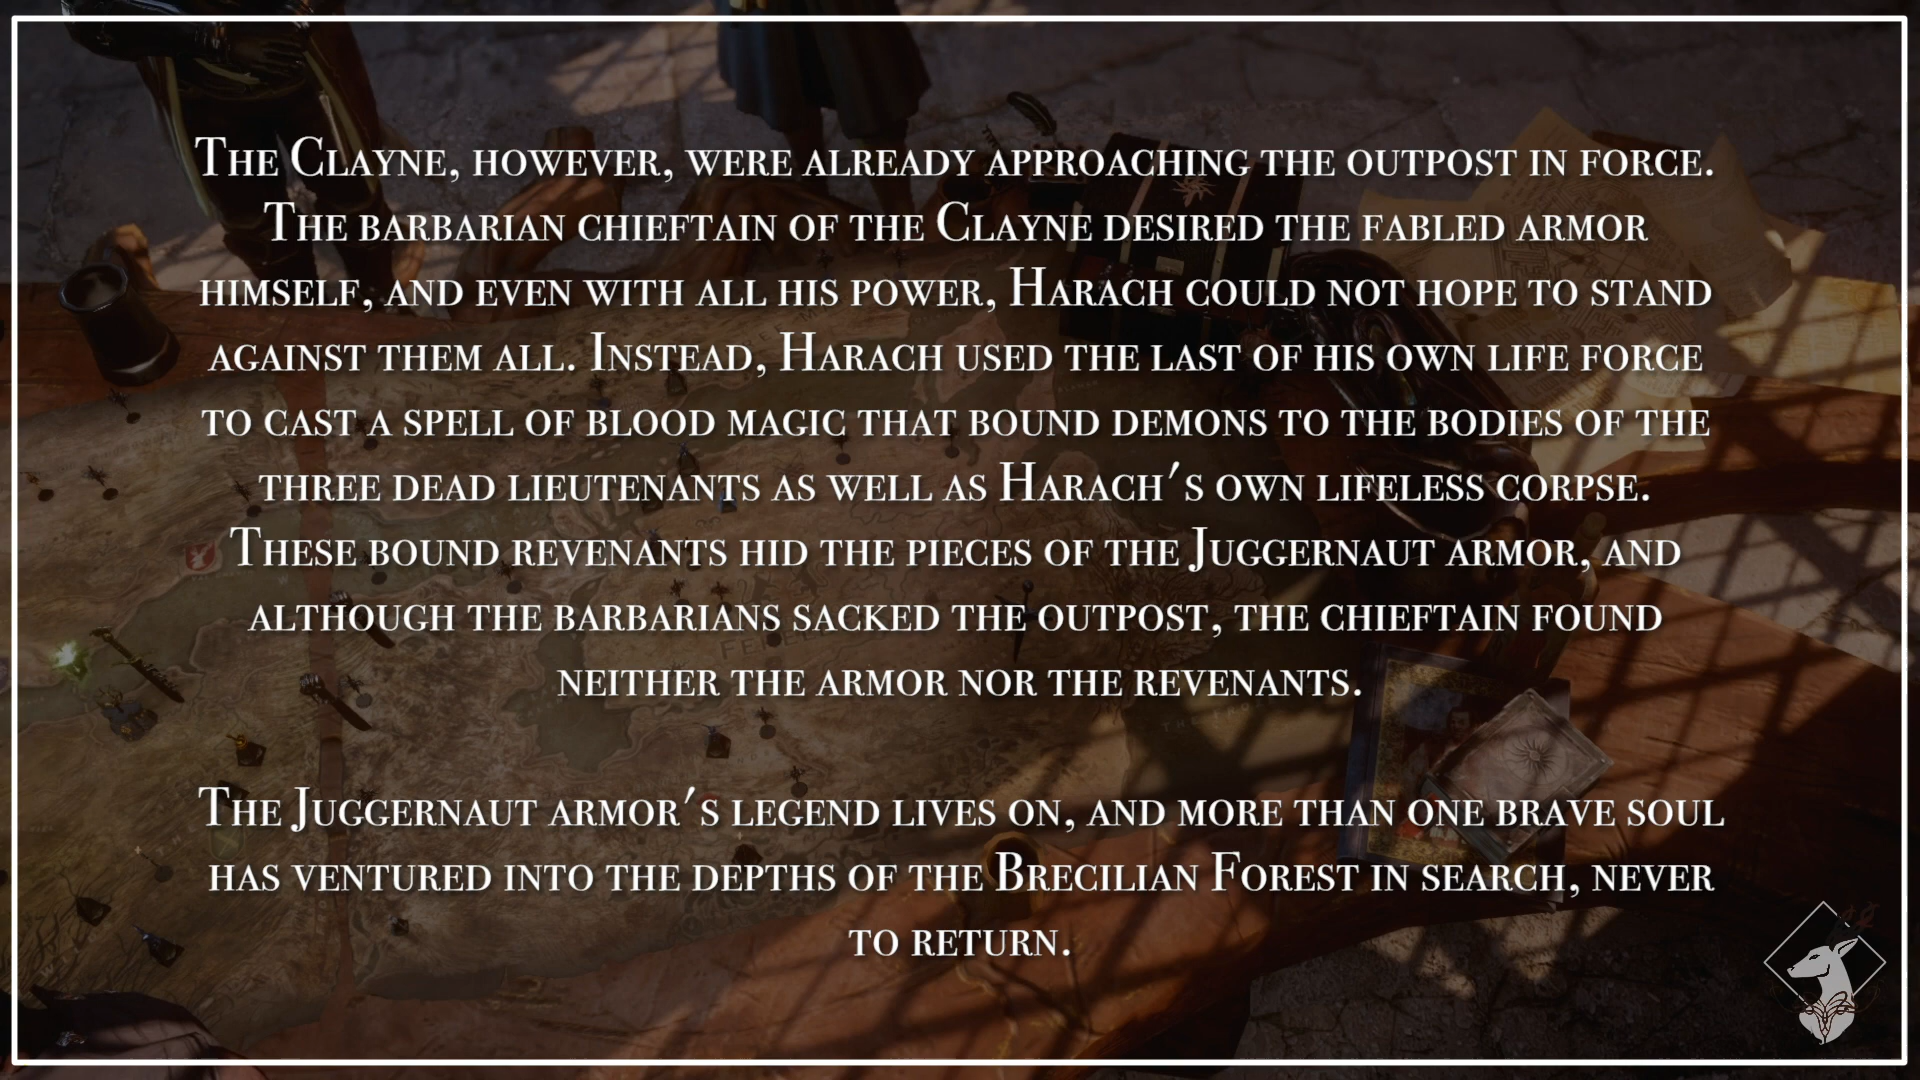 The Clayne, however, were already approaching the outpost in force.
The barbarian chieftain of the Clayne desired the fabled armor
himself, and even with all his power, Harach could not hope to stand
against them all. Instead, Harach used the last of his own life force
to cast a spell of blood magic that bound demons to the bodies of the
three dead lieutenants as well as Harach's own lifeless corpse.
These bound revenants hid the pieces of the Juggernaut armor, and
although the barbarians sacked the outpost, the chieftain found
neither the armor nor the revenants.
The Juggernaut armor's legend lives on, and more than one brave soul
has ventured into the depths of the Brecilian Forest in search, never
to return.